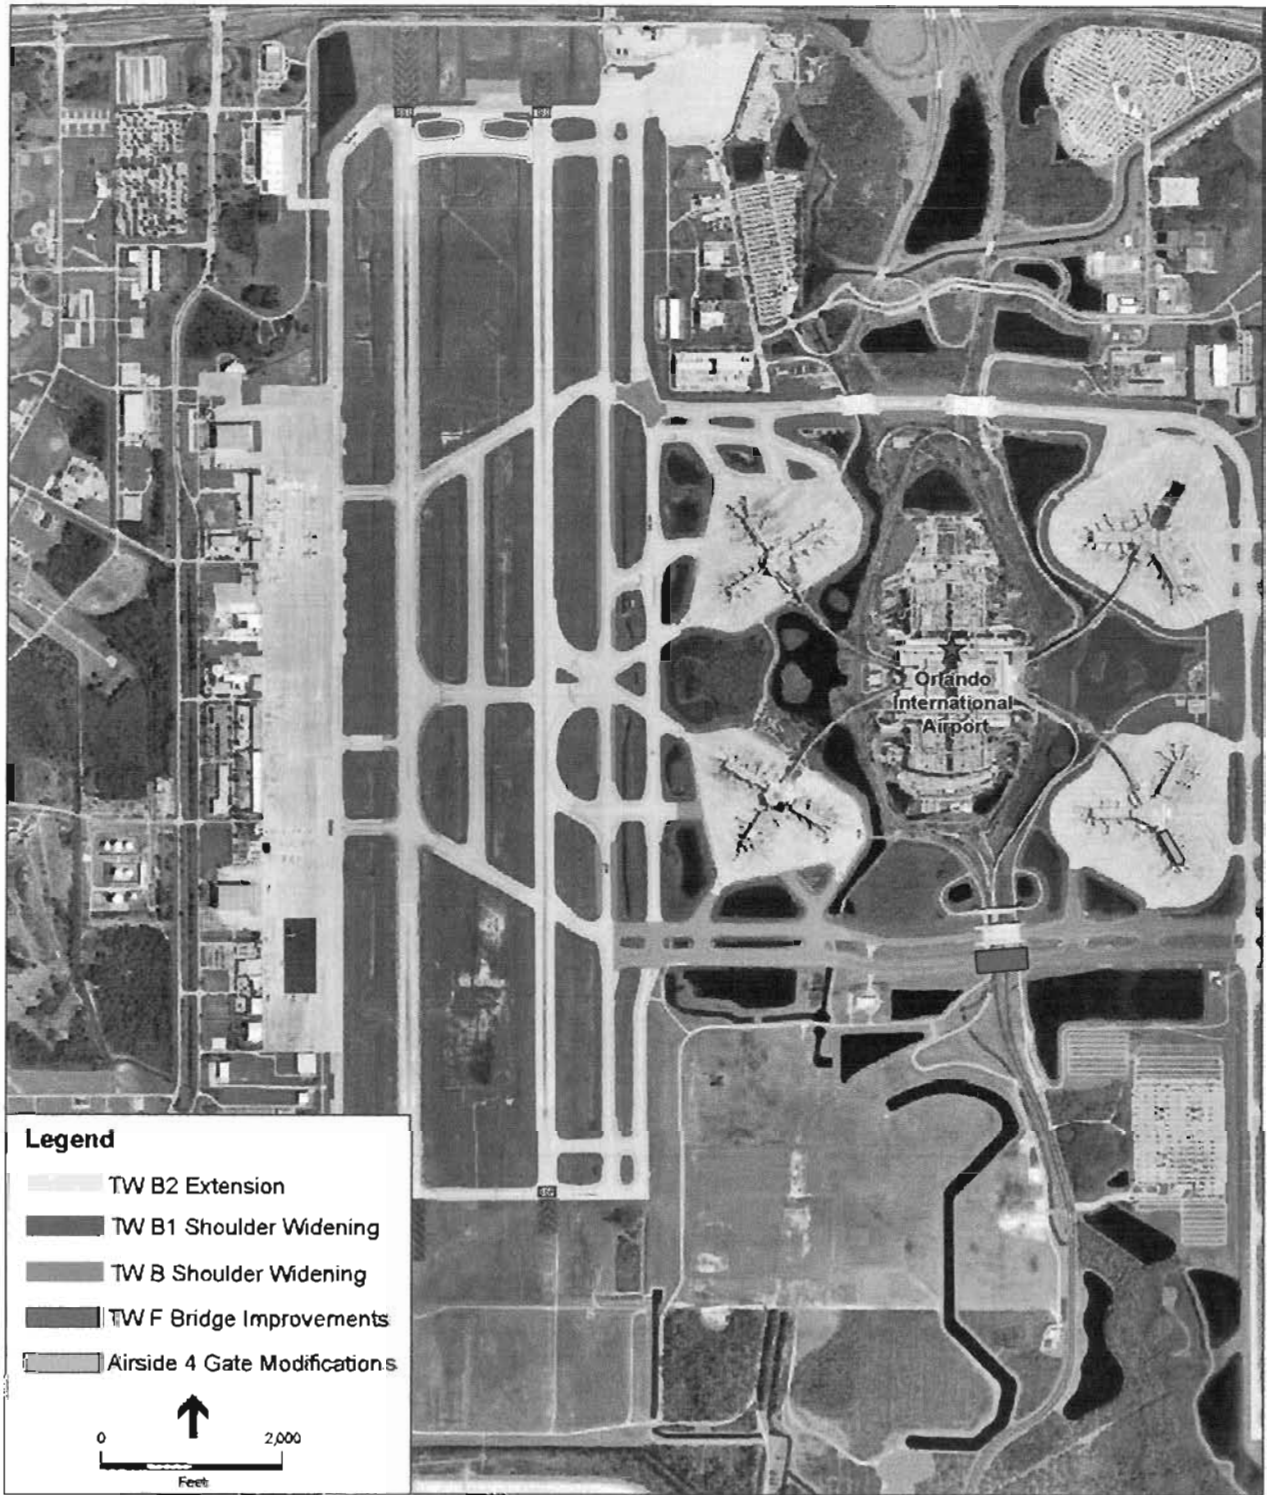 Orlando
International
Airport
Legend
TW B2 Extension
TW B1 Shoulder Widening
TW B Shoulder Widening
TW F Bridge Improvements
Airside 4 Gate Modifications
0 2,000
Feet